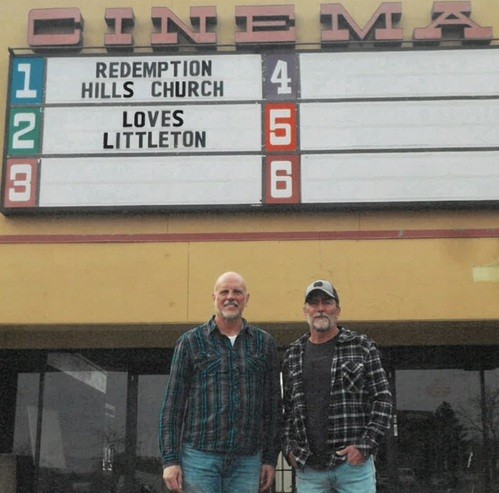 CINEMA
1 REDEMPTION
HILLS CHURCH
2 LOVES
LITTLETON
3
4
5
6